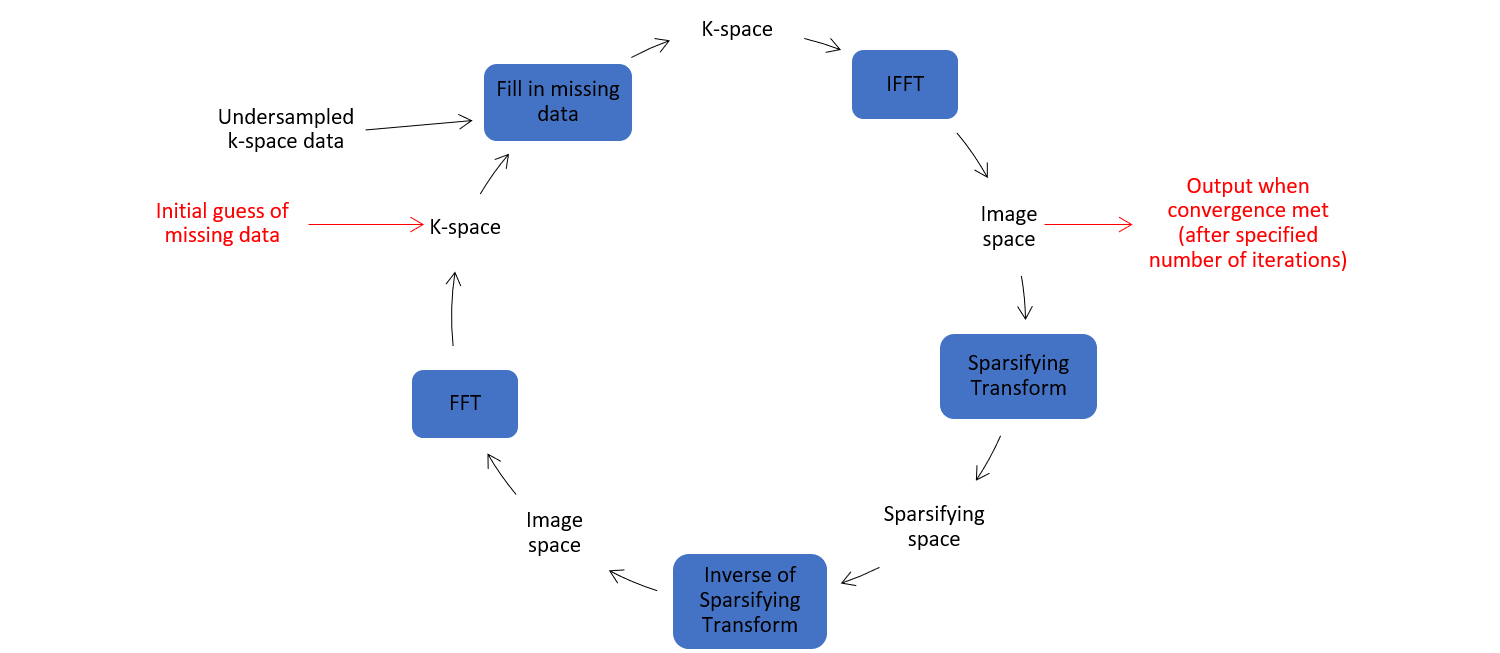 K-space
IFFT
Fill in missing
data
Undersampled
k-space data
Initial guess of
missing data
K-space
Image
space
Output when
convergence met
(after specified
number of iterations)
Sparsifying
Transform
FFT
Sparsifying
space
Image
space
Inverse of
Sparsifying
Transform